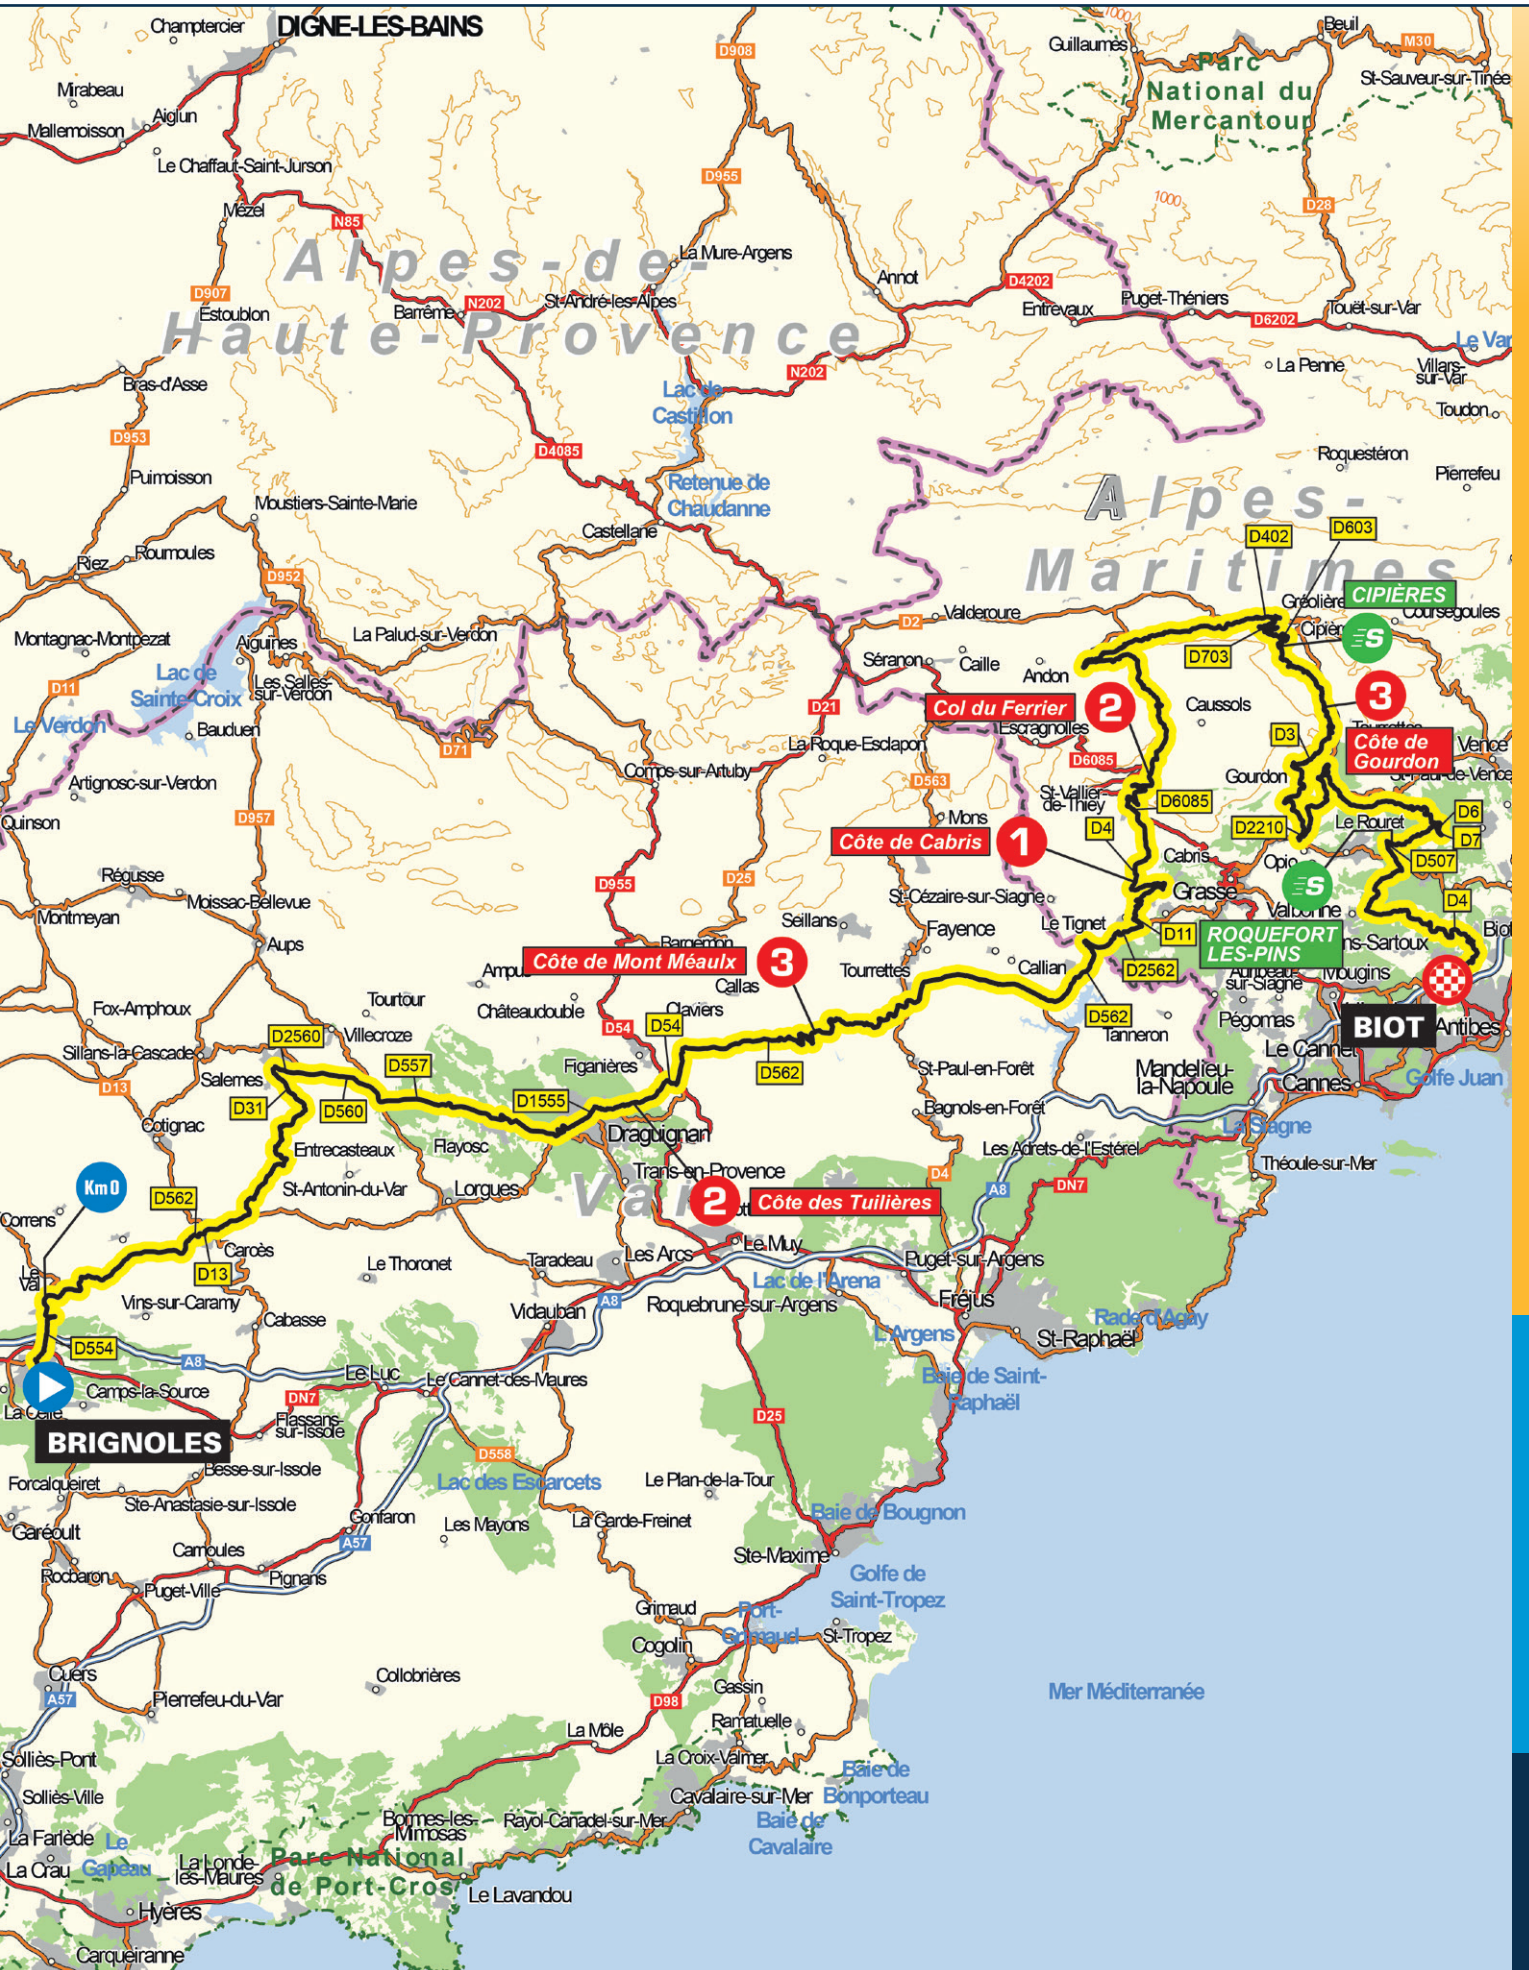 Champtercier
DIGNE-LES-BAINS
D908
Guillaumes
1000
Beuil
M30
Parc
National du
Mercantour
St-Sauveur-sur-Tinée
Mirabeau
Aiglun
Mallemoisson
Le Chaffaut-Saint-Jurson
D955
1000
D28
Mézel
N85
La Mure-Argens
Alpes-de-
Haute-Provence
Annot
D4202
D907
Estoublon
Barrême
N202
St-André-les-Alpes
Entrevaux
Puget-Théniers
D6202
Touët-sur-Var
Le Var
La Penne
Villars-
sur-Var
N202
Bras-d'Asse
Lac de
Castillon
Toudon
D953
D4085
Roquestéron
Pierrefeu
Puimoisson
Retenue de
Chaudanne
Moustiers-Sainte-Marie
Castellane
Alpes-
Maritimes
D402
D603
Riez
Roumoules
D952
CIPIÈRES
Coursegoules
D2
Valderoure
Montagnac-Montpezat
Aiguines
La Palud-sur-Verdon
S
D703
Séranon
Caille
Andon
Lac de
Sainte-Croix
Les Salles-
sur-Verdon
D11
Col du Ferrier
2
3
Caussols
D21
Le Verdon
Bauduen
D71
Escragnolles
La Roque-Esclapon
D3
Côte de
Gourdon
Vence
D6085
Comps-sur-Artuby
D563
Gourdon
St-Paul-de-Vence
Artignosc-sur-Verdon
St-Vallier-
de-Thiey
D6085
D6
Quinson
D957
Mons
D4
D2210
Le Rouret
D7
Côte de Cabris
1
Cabris
Opio
D507
Régusse
D955
D25
Grasse
S
D4
Moissac-Bellevue
St-Cézaire-sur-Siagne
Valbonne
Montmeyan
Seillans
Fayence
Le Tignet
D11
ROQUEFORT
LES-PINS
Biot
Aups
Bargemon
Côte de Mont Méaulx
3
Callian
D2562
Mougins
Callas
Tourrettes
sur-Siagne
Châteaudouble
Fox-Amphoux
Tourtour
Claviers
D54
D54
D562
Pégomas
BIOT
Antibes
D2560
Villecroze
Tanneron
Sillans-la-Cascade
Figanières
Le Cannet
D557
D562
St-Paul-en-Forêt
Mandelieu-
la-Napoule
Golfe Juan
Salernes
Cannes
D13
D31
D560
D1555
Bagnols-en-Forêt
Cotignac
Draguignan
La Siagne
Entrecasteaux
Flayosc
Les Adrets-de-l'Estérel
Théoule-sur-Mer
Km0
St-Antonin-du-Var
Trans-en-Provence
D4
D562
Lorgues
Var
2
Côte des Tuilières
A8
DN7
Correns
Carcès
Le Muy
Le
Val
D13
Le Thoronet
Taradeau
Les Arcs
Puget-sur-Argens
Lac de l'Arena
Vins-sur-Caramy
Cabasse
Vidauban
A8
Roquebrune-sur-Argens
Fréjus
Rade d'Agay
D554
L'Argens
St-Raphaël
A8
Camps-la-Source
Le Luc
Le Cannet-des-Maures
Baie de Saint-
Raphaël
DN7
La Celle
Flassans-
sur-Issole
D25
BRIGNOLES
D558
Besse-sur-Issole
Forcalqueiret
Lac des Escarcets
Le Plan-de-la-Tour
Ste-Anastasie-sur-Issole
Baie de Bougnon
Gonfaron
Les Mayons
La Garde-Freinet
Garéoult
A57
Carnoules
Ste-Maxime
Rocbaron
Pignans
Golfe de
Saint-Tropez
Puget-Ville
Grimaud
Port-
Grimaud
St-Tropez
Cogolin
Cuers
Collobrières
A57
Pierrefeu-du-Var
Gassin
D98
Mer Méditerranée
Ramatuelle
La Môle
Solliès-Pont
La Croix-Valmer
Baie de
Bonporteau
Solliès-Ville
Cavalaire-sur-Mer
Bormes-les-
Mimosas
Rayol-Canadel-sur-Mer
Baie de
Cavalaire
La Farlède
Le
Gapeau
Parc National
de Port-Cros
La Crau
La Londe-
les-Maures
Le Lavandou
Hyères
Carqueiranne